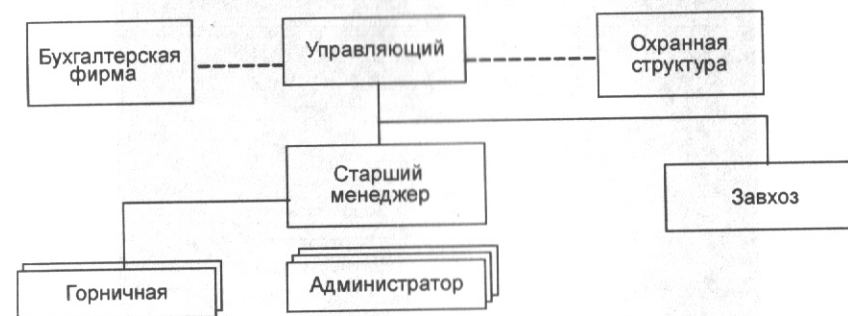 Бухгалтерская
фирма
Управляющий
Охранная
структура
Старший
менеджер
Завхоз
Горничная
Администратор